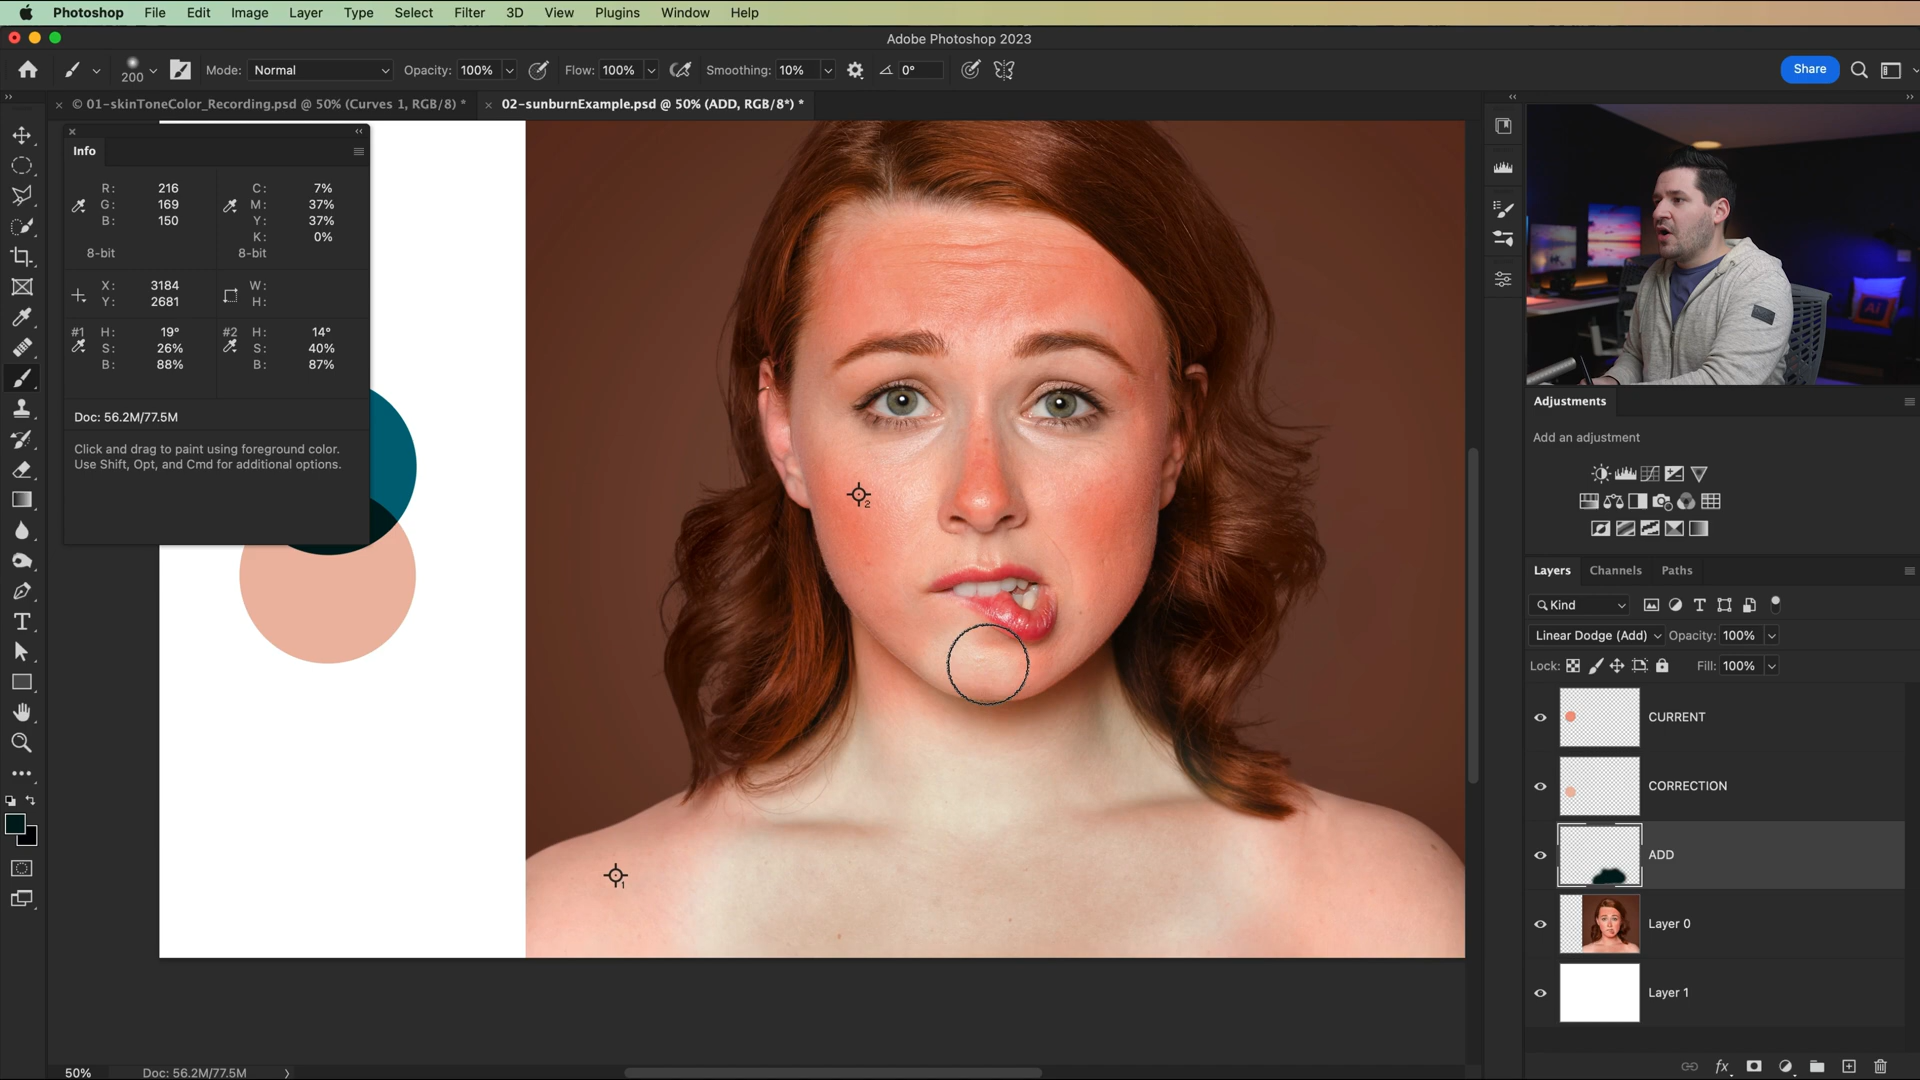 Photoshop File Edit Image Layer Type Select Filter 3D View Plugins Window Help
Adobe Photoshop 2023
200 Mode: Normal Opacity: 100% Flow: 100% Smoothing: 10% 0° Share
© 01-skinToneColor_Recording.psd @ 50% (Curves 1, RGB/8) *
02-sunburnExample.psd @ 50% (ADD, RGB/8*) *
Info
R: 216 C: 7%
G: 169 M: 37%
B: 150 Y: 37%
K: 0%
8-bit 8-bit
X: 3184 W:
Y: 2681 H:
#1 H: 19° #2 H: 14°
S: 26% S: 40%
B: 88% B: 87%
Doc: 56.2M/77.5M
Click and drag to paint using foreground color.
Use Shift, Opt, and Cmd for additional options.
2
1
Ai
Adjustments
Add an adjustment
Layers Channels Paths
Kind
Linear Dodge (Add) Opacity: 100%
Lock: Fill: 100%
CURRENT
CORRECTION
ADD
Layer 0
Layer 1
fx
50% Doc: 56.2M/77.5M